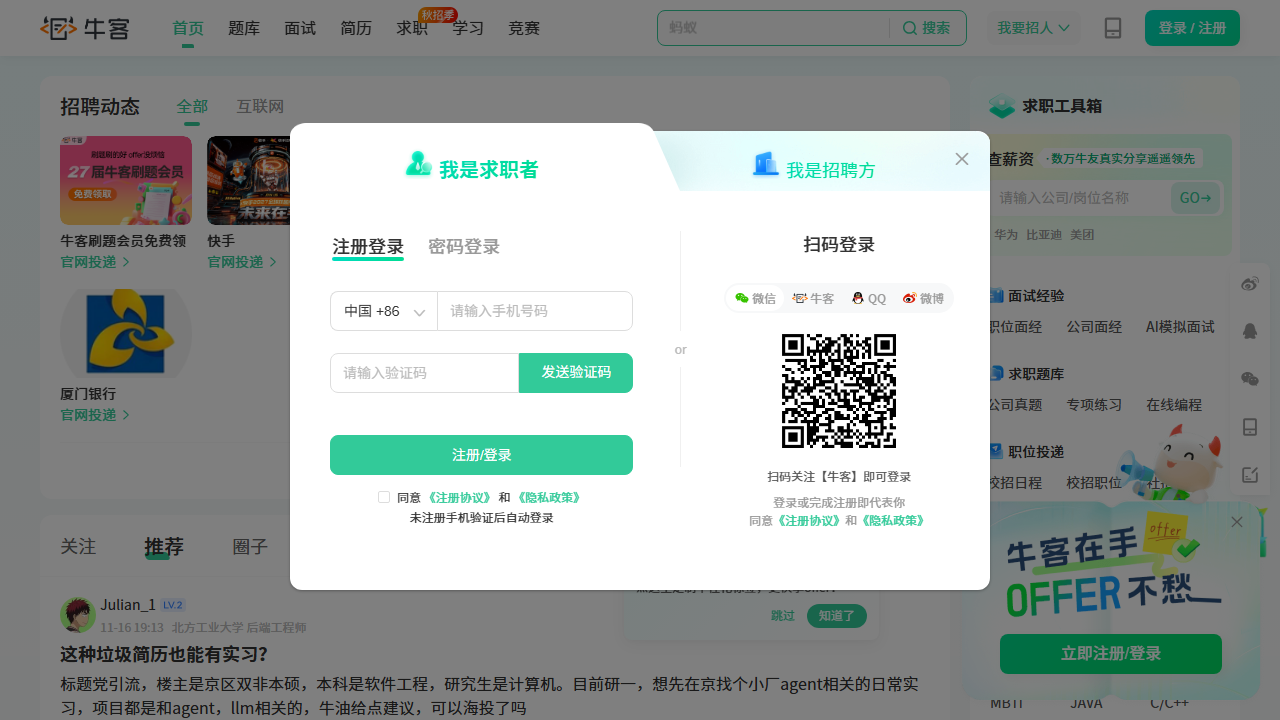 牛客
首页
题库
面试
简历
求职
秋招季
学习
竞赛
蚂蚁
搜索
我要招人
登录 / 注册
招聘动态
全部
互联网
刷题刷的好 offer没烦恼
27届牛客刷题会员
免费领取
牛客刷题会员免费领
官网投递
快手
官网投递
厦门银行
官网投递
求职工具箱
查薪资
·数万牛友真实分享遥遥领先
请输入公司/岗位名称
GO→
华为 比亚迪 美团
面试经验
职位面经 公司面经 AI模拟面试
求职题库
公司真题 专项练习 在线编程
职位投递
校招日程 校招职位
我是求职者
我是招聘方
注册登录
密码登录
中国 +86
请输入手机号码
请输入验证码
发送验证码
注册/登录
同意《注册协议》 和 《隐私政策》
未注册手机验证后自动登录
or
扫码登录
微信
牛客
QQ
微博
扫码关注【牛客】即可登录
登录或完成注册即代表你
同意《注册协议》和《隐私政策》
跳过
知道了
关注
推荐
圈子
Julian_1 LV.2
11-16 19:13 北方工业大学 后端工程师
这种垃圾简历也能有实习？
标题党引流，楼主是京区双非本硕，本科是软件工程，研究生是计算机。目前研一，想先在京找个小厂agent相关的日常实
习，项目都是和agent，llm相关的，牛油给点建议，可以海投了吗
offer
牛客在手
OFFER不愁
立即注册/登录
MBTI JAVA C/C++